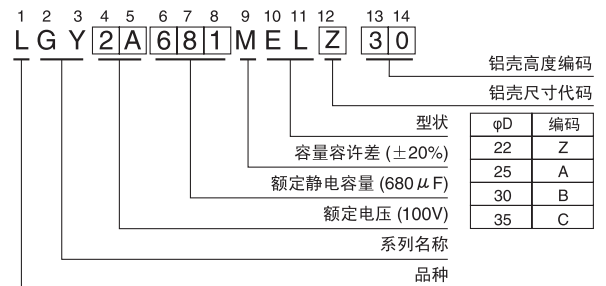 1 2 3 4 5 6 7 8 9 10 11 12 13 14
L G Y 2 A 6 8 1 M E L Z 3 0
铝壳高度编码
铝壳尺寸代码
型状
容量容许差 (±20%)
额定静电容量 (680μF)
额定电压 (100V)
系列名称
品种
φD 编码
22 Z
25 A
30 B
35 C